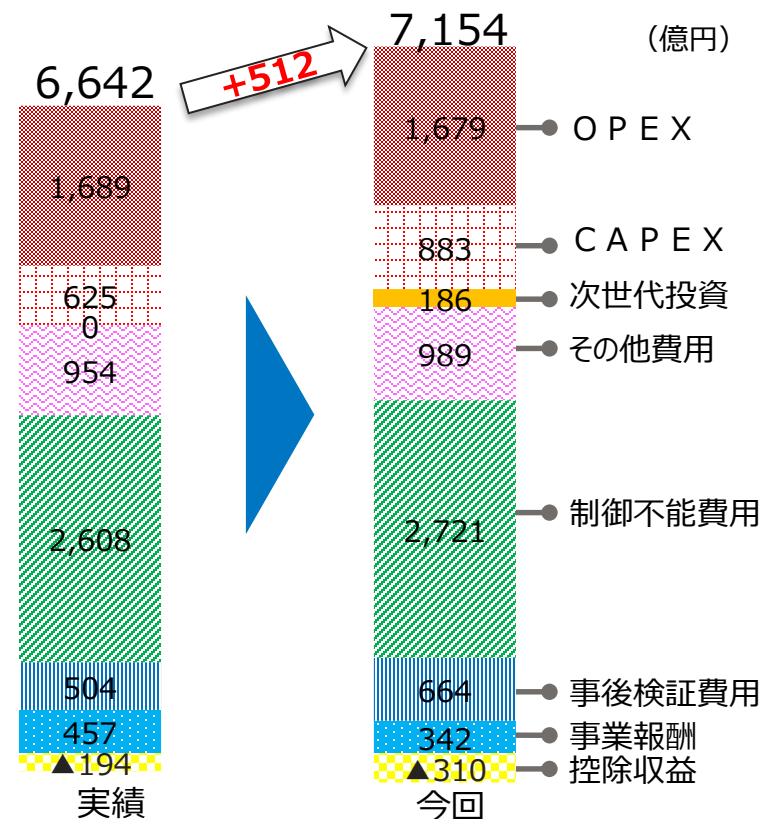 （億円）
6,642
+512
7,154
1,689
625
0
954
2,608
504
457
▲194
実績
1,679
883
186
989
2,721
664
342
▲310
今回
ＯＰＥＸ
ＣＡＰＥＸ
次世代投資
その他費用
制御不能費用
事後検証費用
事業報酬
控除収益